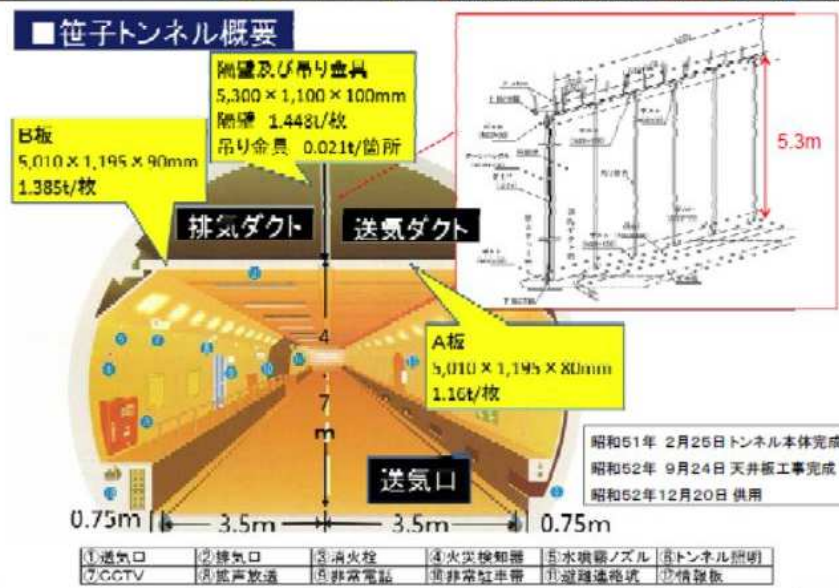 ■笹子トンネル概要
隔壁及び吊り金具
5,300×1,100×100mm
隔壁 1.448t/枚
吊り金具 0.021t/箇所
B板
5,010×1,195×90mm
1.385t/枚
5.3m
排気ダクト
送気ダクト
A板
5,010×1,195×80mm
1.16t/枚
4
.
7
m
送気口
昭和51年 2月25日トンネル本体完成
昭和52年 9月24日 天井板工事完成
昭和52年12月20日 供用
0.75m 3.5m 3.5m 0.75m
①送気口 ②排気口 ③消火栓 ④火災検知器 ⑤水噴霧ノズル ⑥トンネル照明
⑦CCTV ⑧拡声放送 ⑨非常電話 ⑩非常駐車帯 ⑪避難連絡坑 ⑫情報板